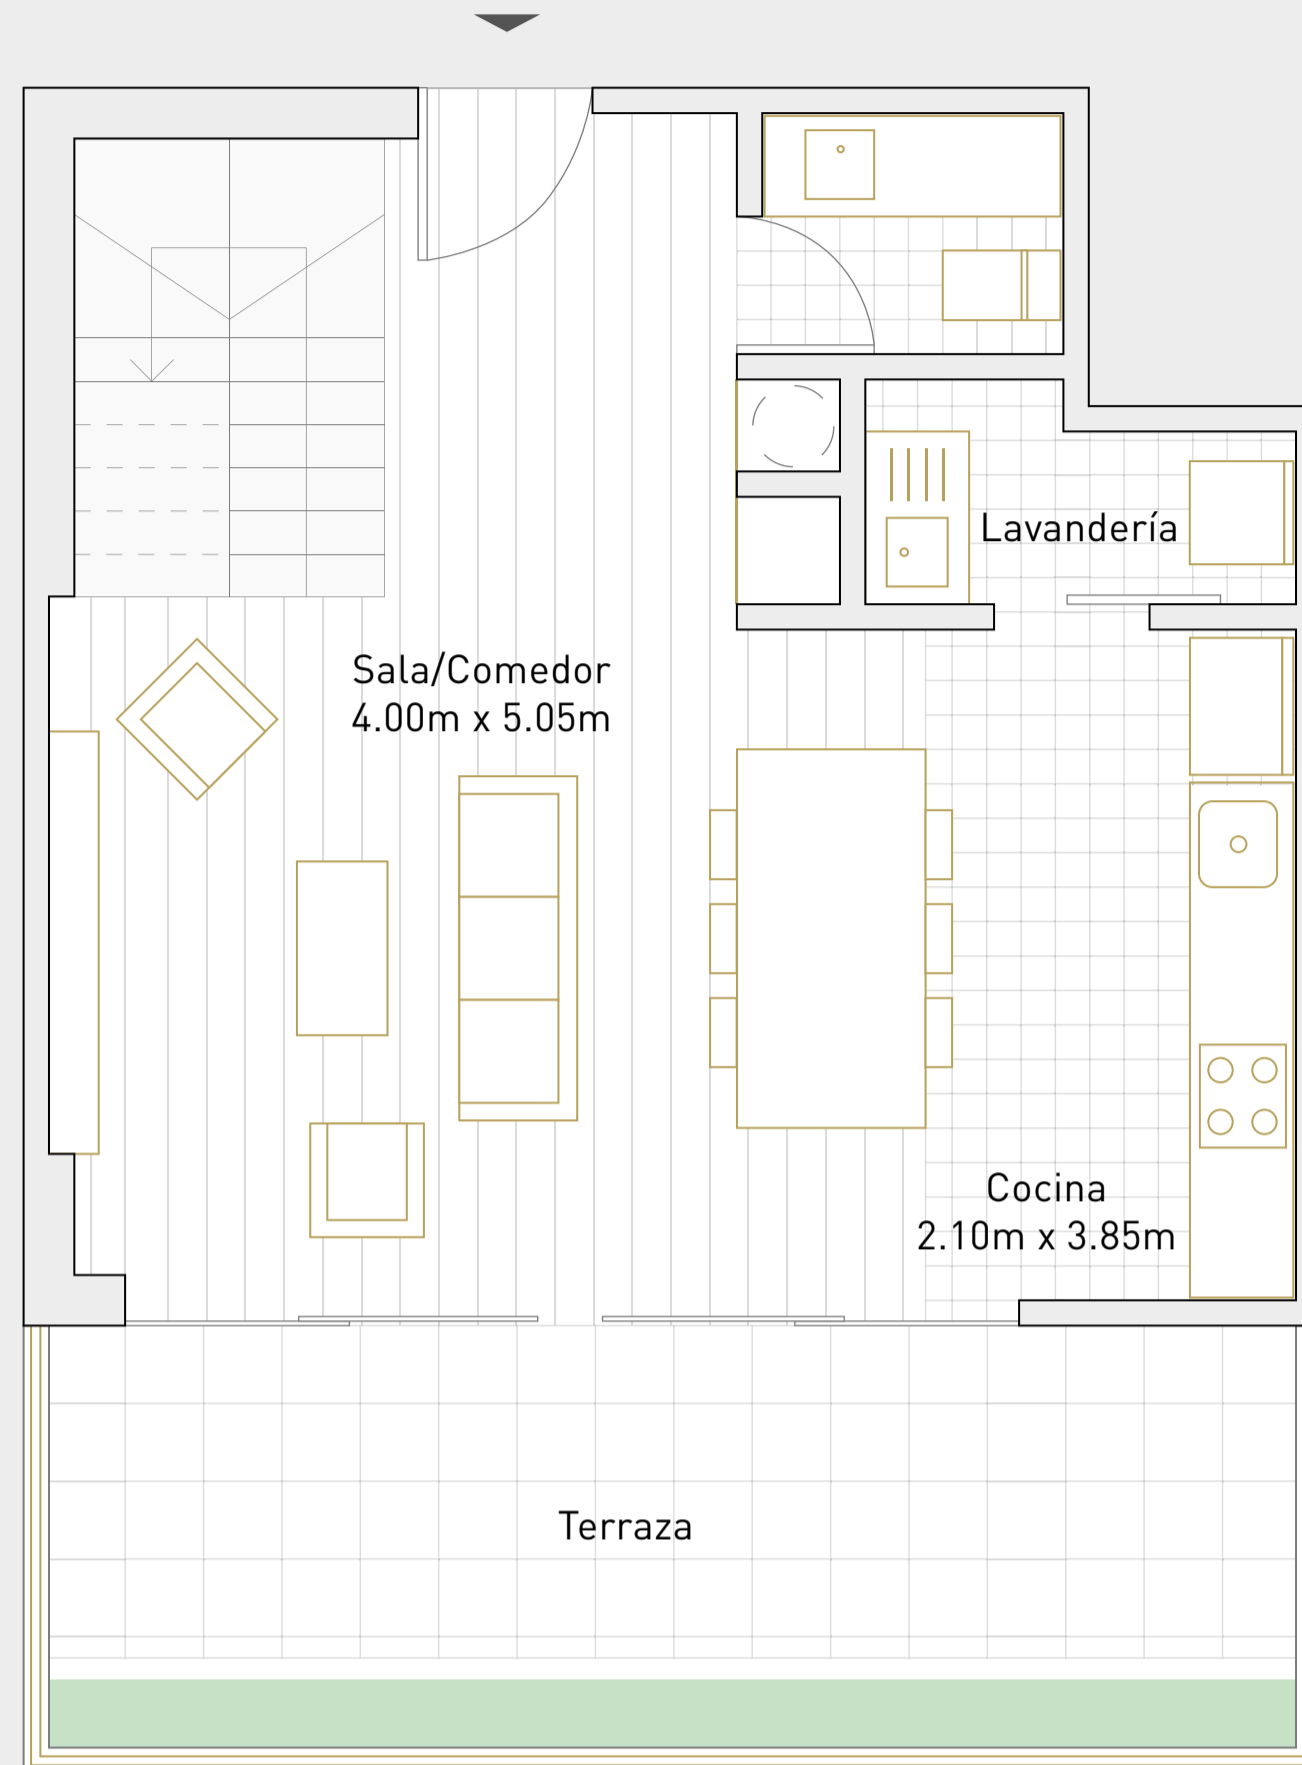 Lavandería
Sala/Comedor
4.00m x 5.05m
Cocina
2.10m x 3.85m
Terraza